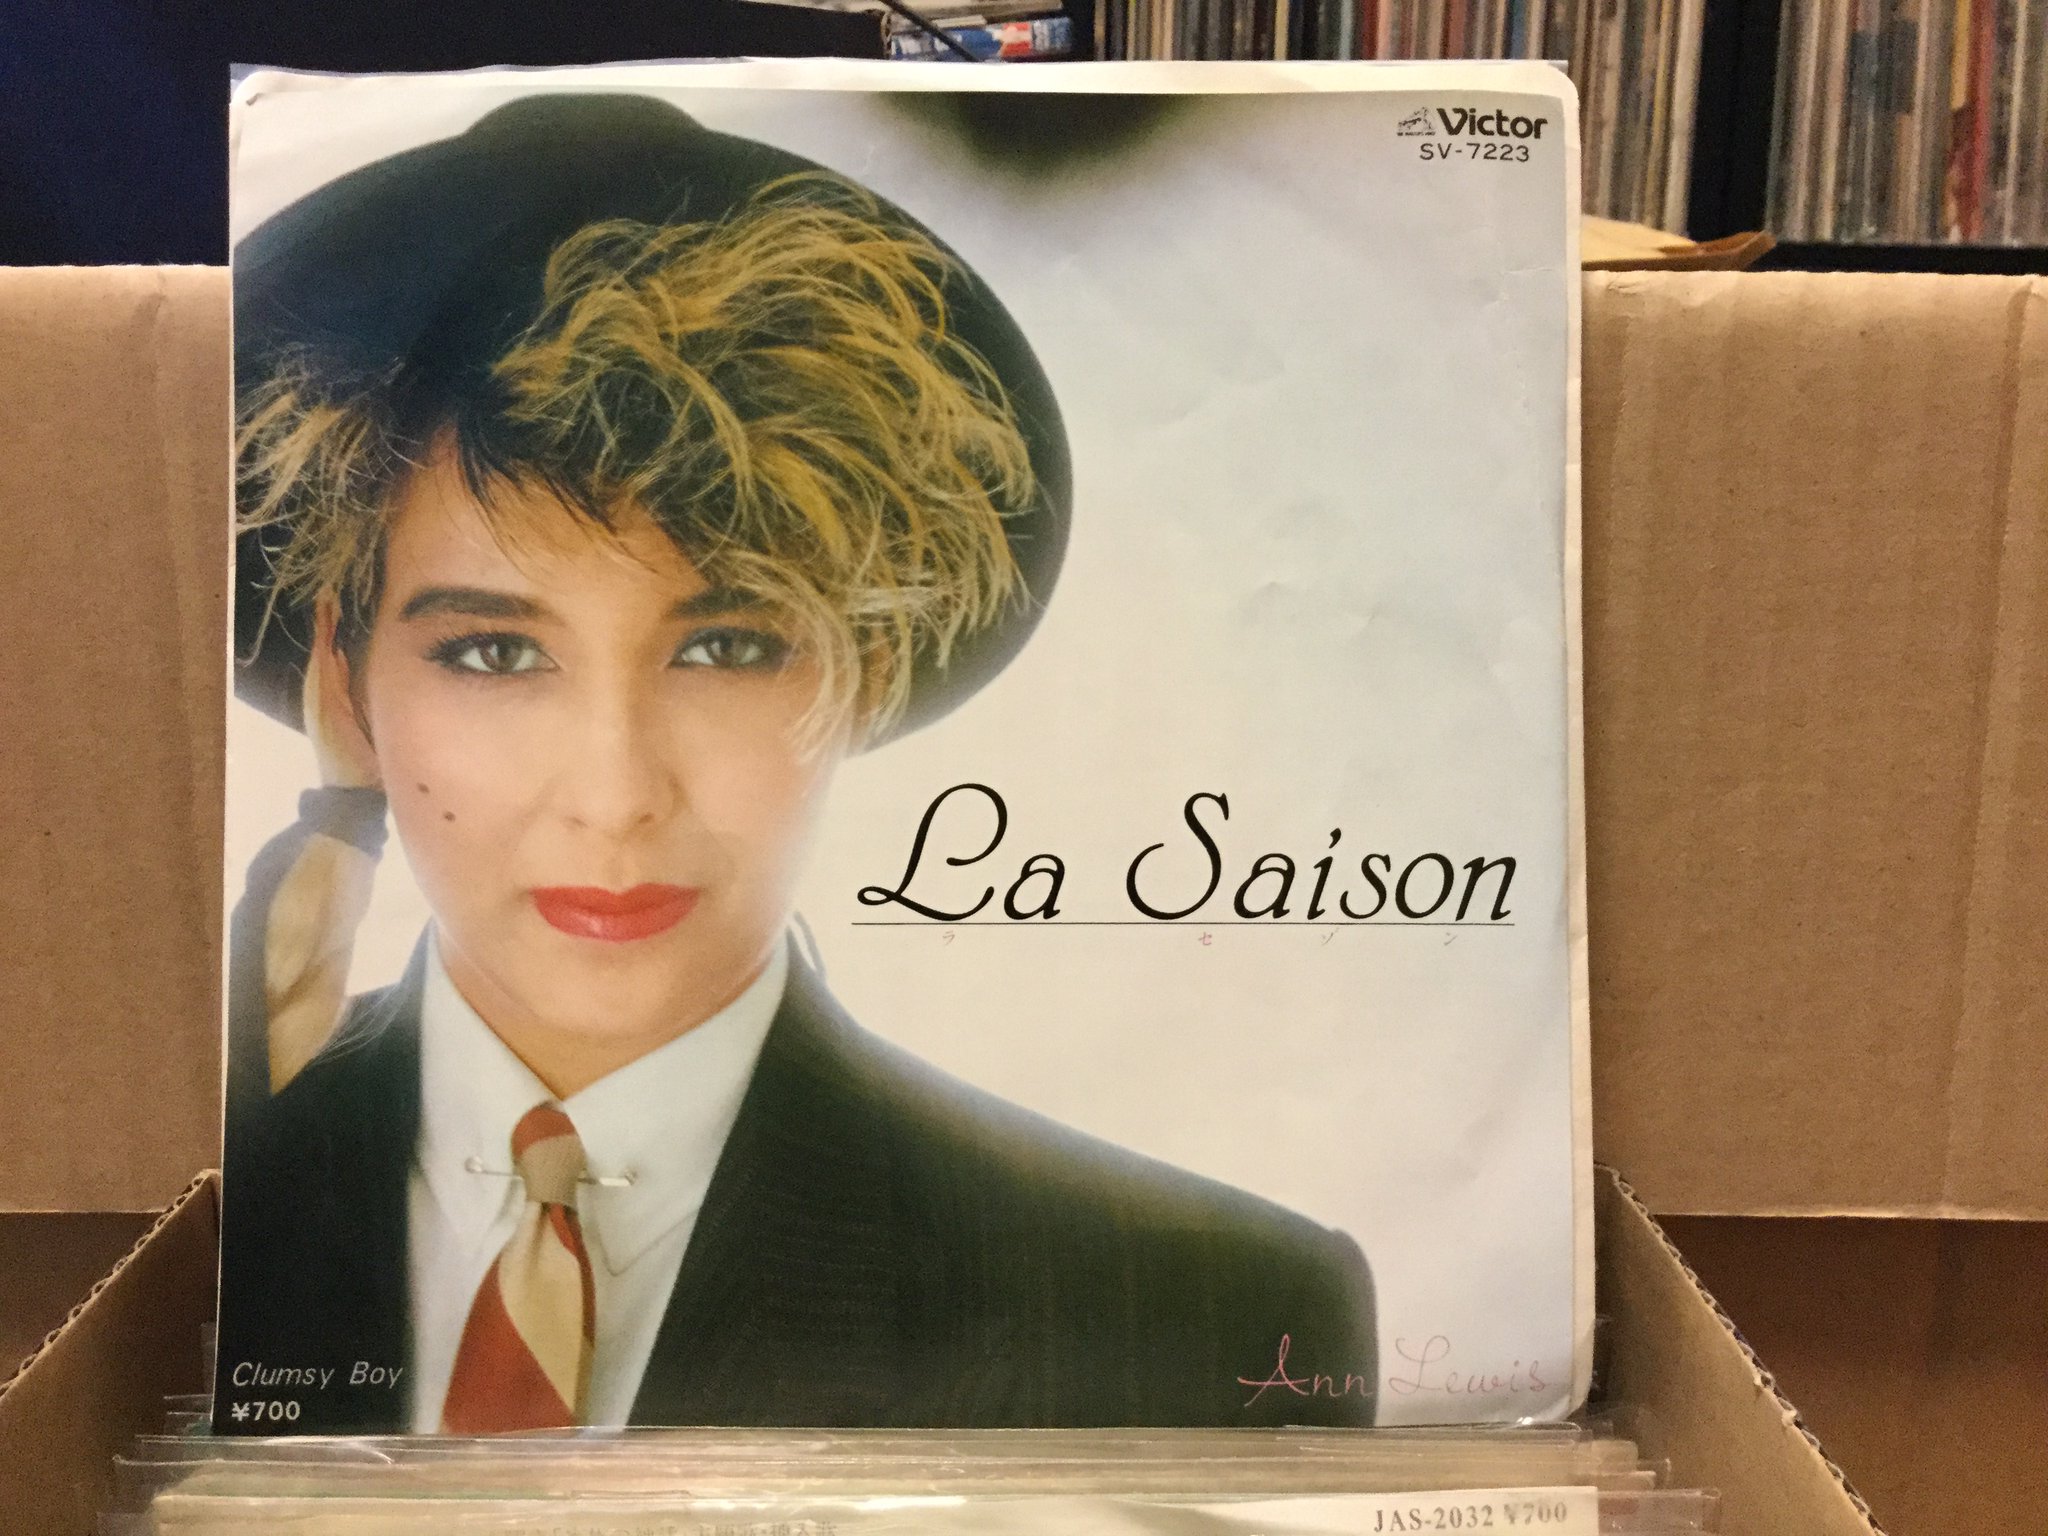 Victor
SV-7223
La Saison
ラ セ ゾ ン
Clumsy Boy
¥700
Ann Lewis
JAS-2032 ¥700